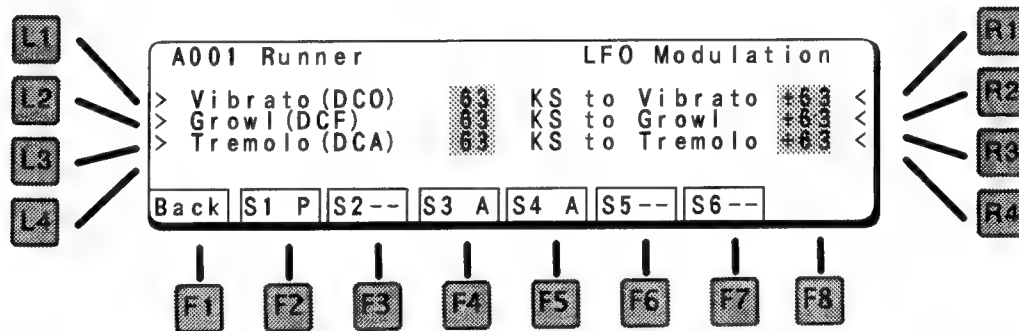 L1
L2
L3
L4
A001 Runner LFO Modulation
> Vibrato(DCO) 63 KS to Vibrato +63 <
> Growl(DCF) 63 KS to Growl +63 <
> Tremolo(DCA) 63 KS to Tremolo +63 <
Back S1 P S2-- S3 A S4 A S5-- S6--
R1
R2
R3
R4
F1 F2 F3 F4 F5 F6 F7 F8